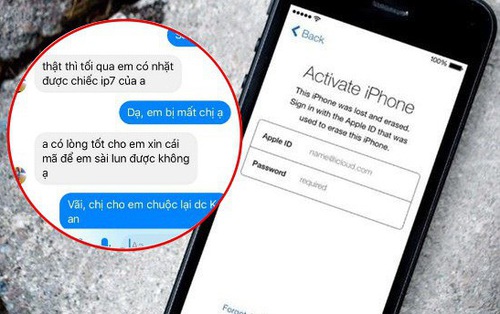 thật thì tối qua em có nhặt
được chiếc ip7 của a
Dạ, em bị mất chị ạ
a có lòng tốt cho em xin cái
mã để em sài lun được không
ạ
Vãi, chị cho em chuộc lại dc K
an
Aa
100%
Back
Activate iPhone
This iPhone was lost and erased.
Sign in with the Apple ID that was
used to erase this iPhone.
Apple ID name@icloud.com
Password required